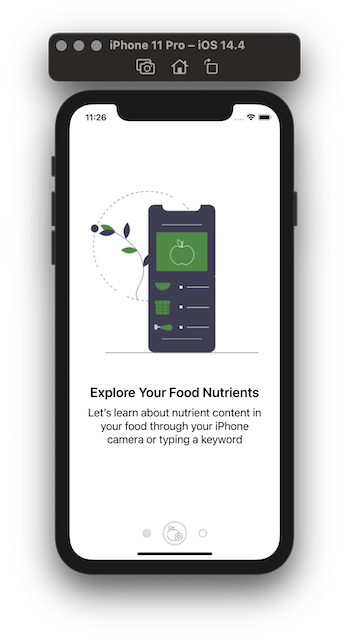 iPhone 11 Pro – iOS 14.4
11:26
Explore Your Food Nutrients
Let's learn about nutrient content in
your food through your iPhone
camera or typing a keyword